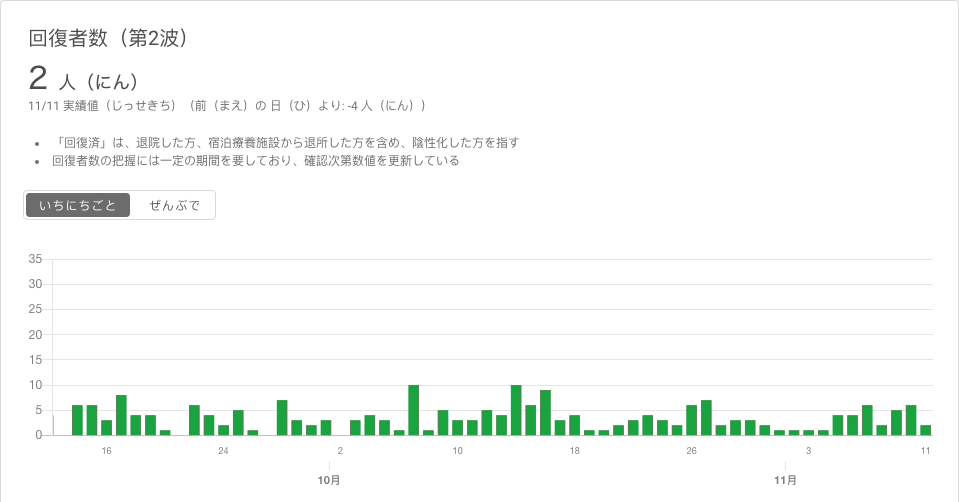 回復者数（第2波）
2 人（にん）
11/11 実績値（じっせきち）（前（まえ）の 日（ひ）より: -4 人（にん））
• 「回復済」は、退院した方、宿泊療養施設から退所した方を含め、陰性化した方を指す
• 回復者数の把握には一定の期間を要しており、確認次第数値を更新している
いちにちごと ぜんぶで
35
30
25
20
15
10
5
0
16 24 2 10 18 26 3 11
10月 11月